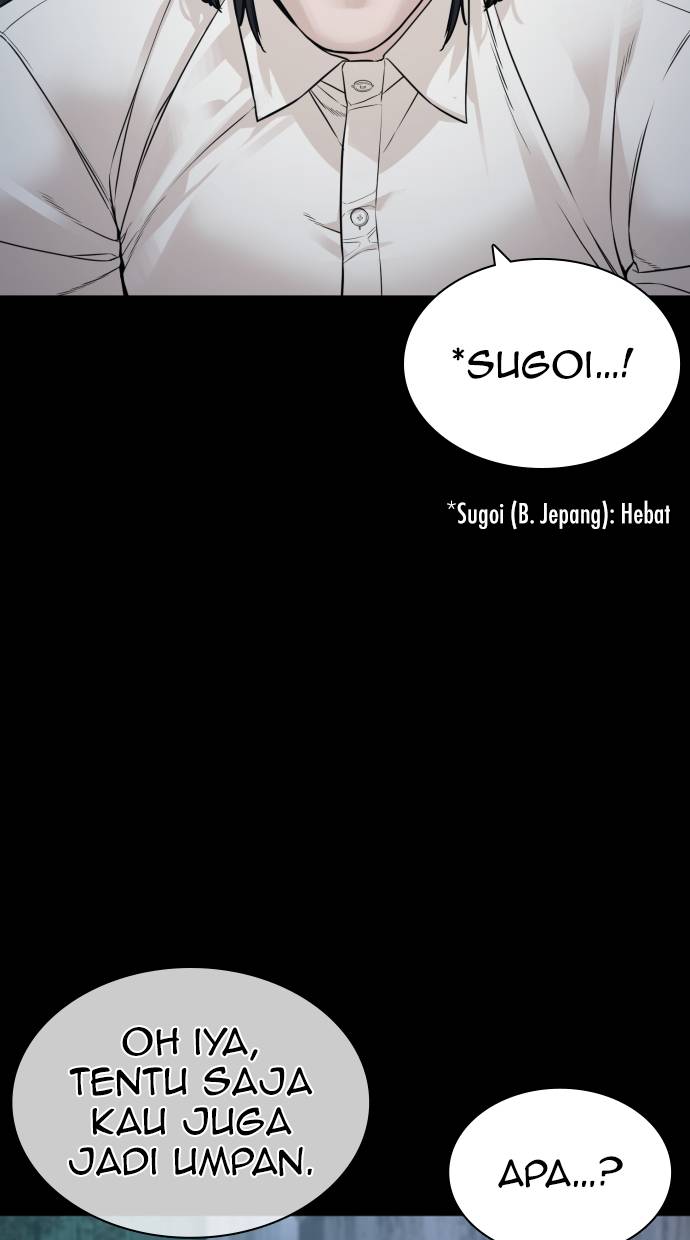 *SUGOI...!
*Sugoi (B. Jepang): Hebat
OH IYA,
TENTU SAJA
KAU JUGA
JADI UMPAN.
APA...?